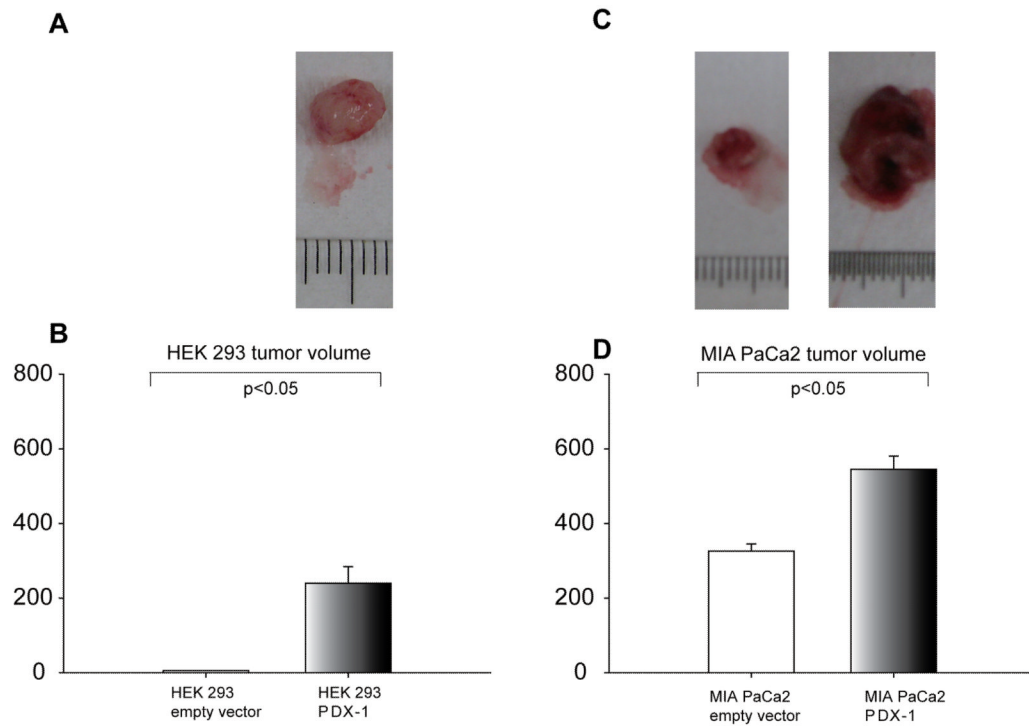 A
C
B
HEK 293 tumor volume
p<0.05
800
600
400
200
0
HEK 293
empty vector
HEK 293
PDX-1
D
MIA PaCa2 tumor volume
p<0.05
800
600
400
200
0
MIA PaCa2
empty vector
MIA PaCa2
PDX-1